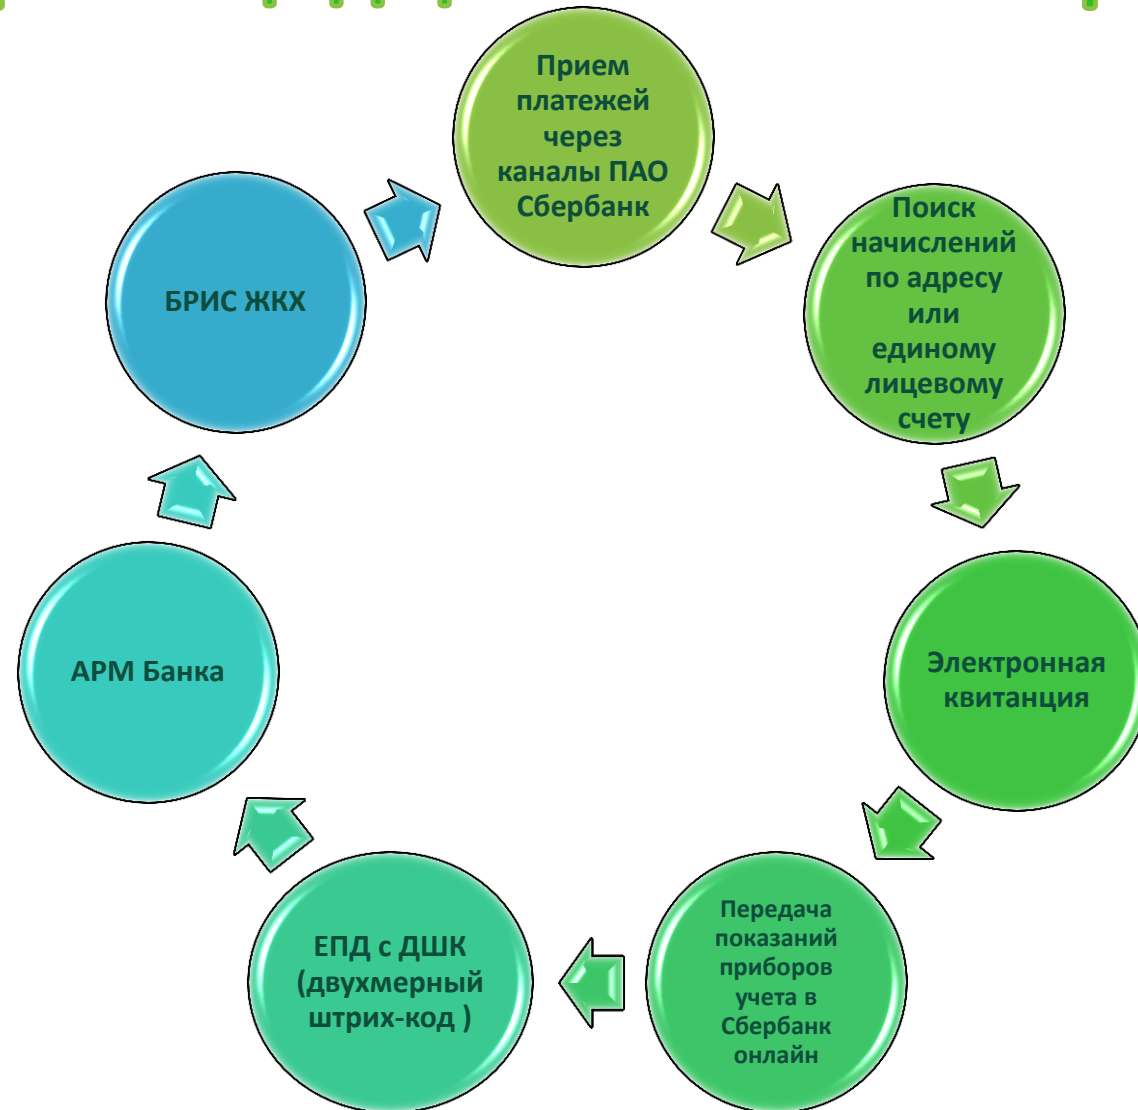 Прием
платежей
через
каналы ПАО
Сбербанк
Поиск
начислений
по адресу
или
единому
лицевому
счету
Электронная
квитанция
Передача
показаний
приборов
учета в
Сбербанк
онлайн
ЕПД с ДШК
(двухмерный
штрих-код )
АРМ Банка
БРИС ЖКХ